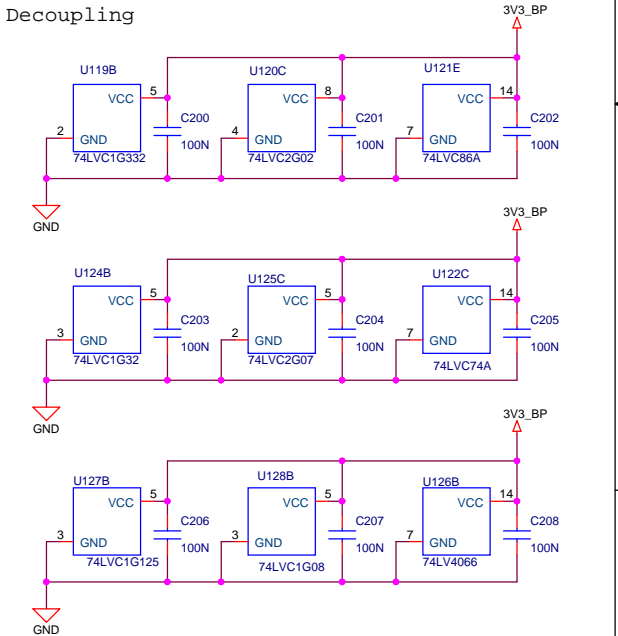 Decoupling
3V3_BP
U119B
U120C
U121E
VCC 5
VCC 8
VCC 14
C200
C201
C202
2 GND
4 GND
7 GND
100N
100N
100N
74LVC1G332
74LVC2G02
74LVC86A
GND
3V3_BP
U124B
U125C
U122C
VCC 5
VCC 5
VCC 14
C203
C204
C205
3 GND
2 GND
7 GND
100N
100N
100N
74LVC1G32
74LVC2G07
74LVC74A
GND
3V3_BP
U127B
U128B
U126B
VCC 5
VCC 5
VCC 14
C206
C207
C208
3 GND
3 GND
7 GND
100N
100N
100N
74LVC1G125
74LVC1G08
74LV4066
GND